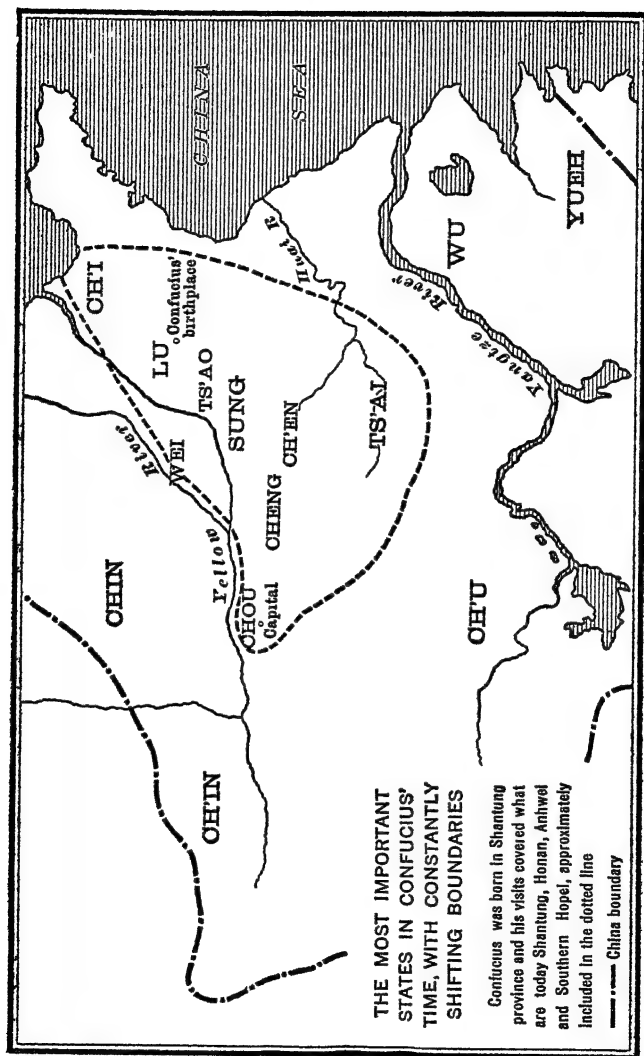 CHINA
SEA
CH'I
LU
Confucius'
birthplace
TS'AO
WEI
River
SUNG
CHIN
Yellow
CHOU
Capital
CHENG
CH'EN
TS'AI
Huai R.
WU
YUEH
Yangtze
River
CH'U
CH'IN
THE MOST IMPORTANT
STATES IN CONFUCIUS'
TIME, WITH CONSTANTLY
SHIFTING BOUNDARIES
Confucius was born in Shantung
province and his visits covered what
are today Shantung, Honan, Anhwei
and Southern Hopei, approximately
included in the dotted line
China boundary